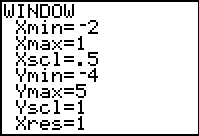 WINDOW
Xmin=-2
Xmax=1
Xscl=.5
Ymin=-4
Ymax=5
Yscl=1
Xres=1